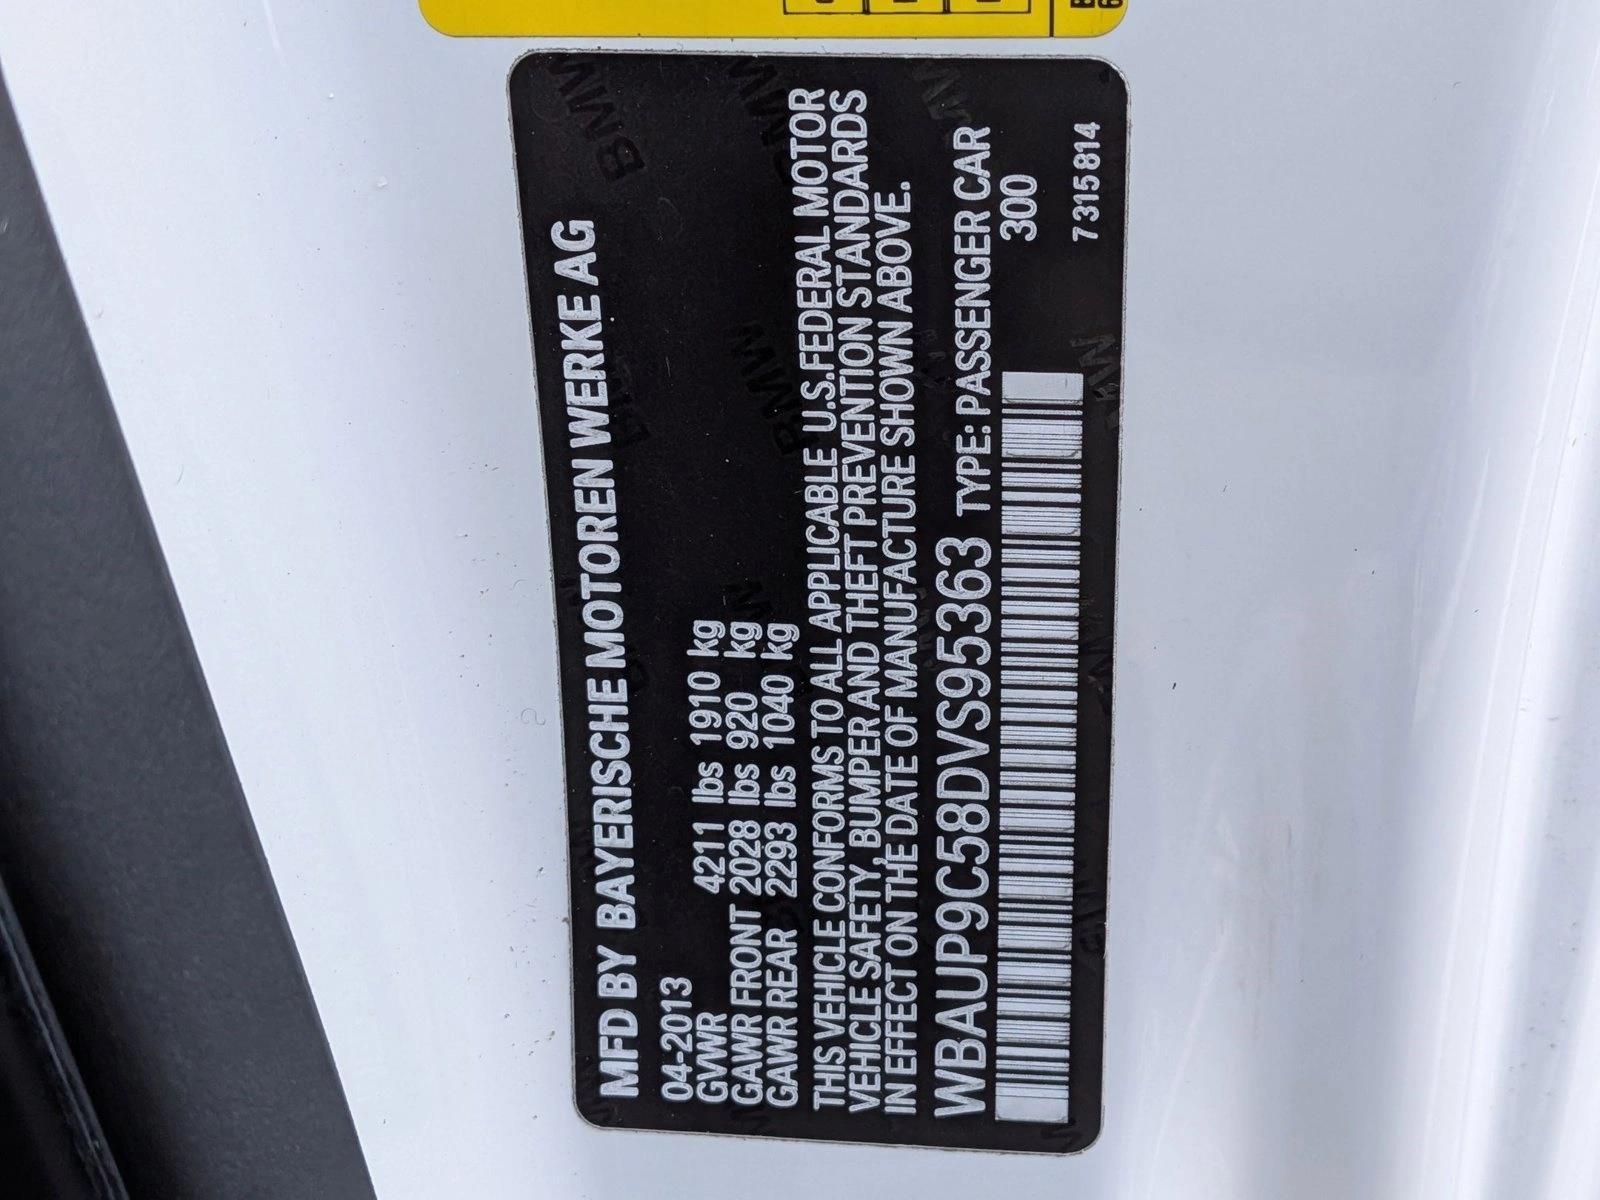 MFD BY BAYERISCHE MOTOREN WERKE AG
04-2013
GVWR 4211 lbs 1910 kg
GAWR FRONT 2028 lbs 920 kg
GAWR REAR 2293 lbs 1040 kg
THIS VEHICLE CONFORMS TO ALL APPLICABLE U.S.FEDERAL MOTOR
VEHICLE SAFETY, BUMPER AND THEFT PREVENTION STANDARDS
IN EFFECT ON THE DATE OF MANUFACTURE SHOWN ABOVE.
WBAUP9C58DVS95363 TYPE: PASSENGER CAR
300
7315814